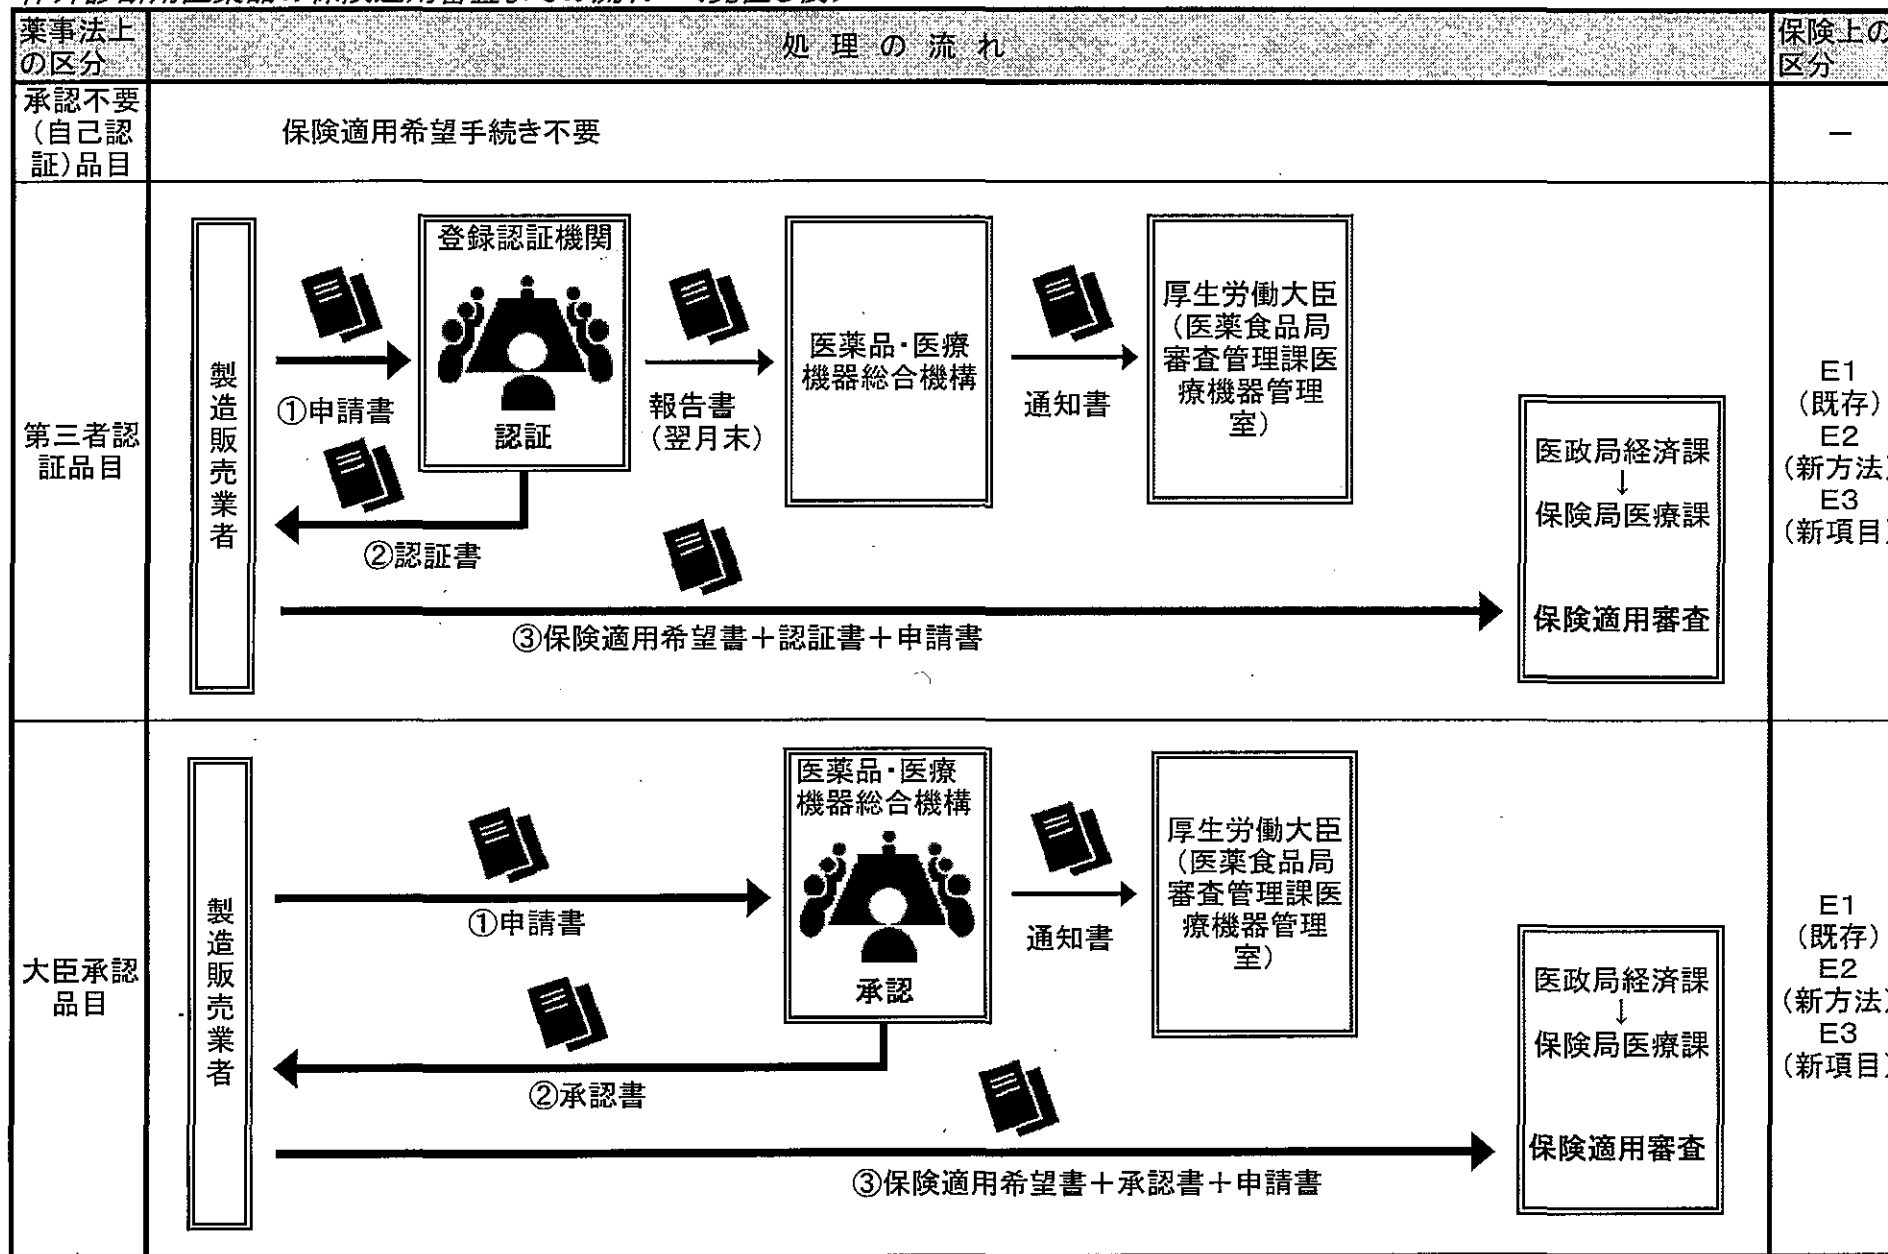 薬事法上
の区分
処理の流れ
保険上の
区分
承認不要
(自己認
証)品目
保険適用希望手続き不要
－
第三者認
証品目
製造販売業者
①申請書
登録認証機関
認証
②認証書
報告書
(翌月末)
医薬品・医療
機器総合機構
通知書
厚生労働大臣
(医薬食品局
審査管理課医
療機器管理
室)
③保険適用希望書＋認証書＋申請書
医政局経済課
↓
保険局医療課
保険適用審査
E1
(既存)
E2
(新方法)
E3
(新項目)
大臣承認
品目
製造販売業者
①申請書
医薬品・医療
機器総合機構
承認
②承認書
通知書
厚生労働大臣
(医薬食品局
審査管理課医
療機器管理
室)
③保険適用希望書＋承認書＋申請書
医政局経済課
↓
保険局医療課
保険適用審査
E1
(既存)
E2
(新方法)
E3
(新項目)